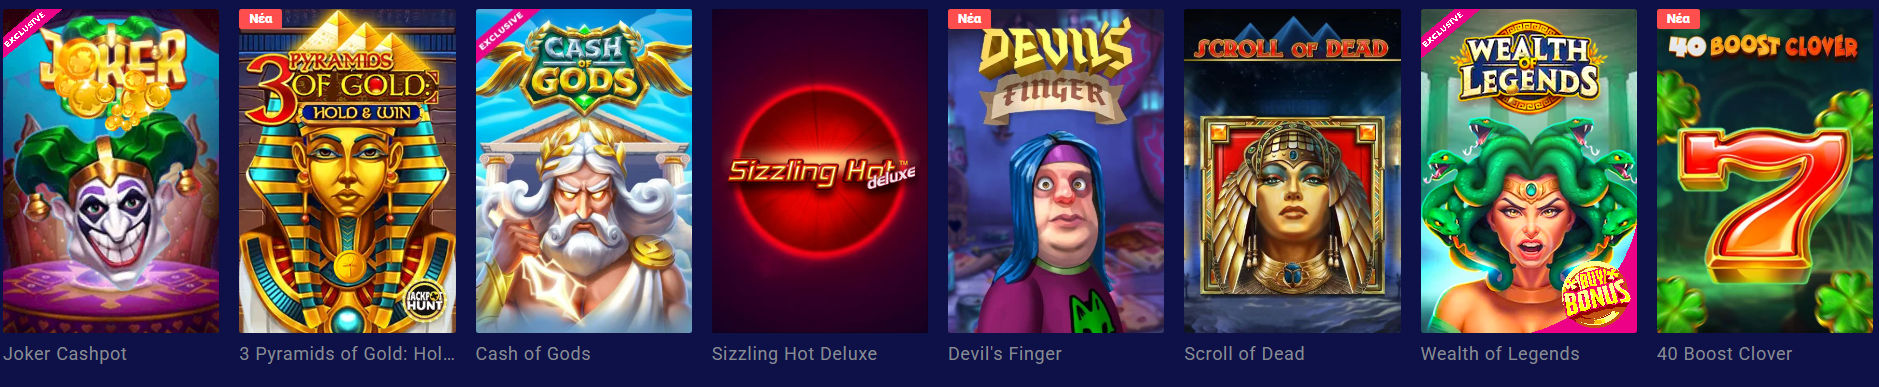 EXCLUSIVE
JOKER
Joker Cashpot
Νέα
3 PYRAMIDS
OF GOLD:
HOLD & WIN
JACKPOT
HUNT
3 Pyramids of Gold: Hol...
EXCLUSIVE
CASH
OF
GODS
Cash of Gods
Sizzling Hot™
deluxe
Sizzling Hot Deluxe
Νέα
DEVIL'S
FINGER
Devil's Finger
SCROLL OF DEAD
Scroll of Dead
EXCLUSIVE
WEALTH
OF
LEGENDS
BUY
BONUS
Wealth of Legends
Νέα
40 BOOST CLOVER
7
40 Boost Clover